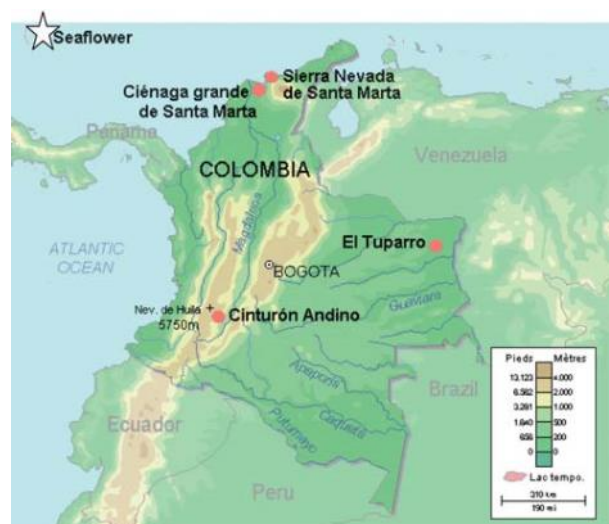 Seaflower
Sierra Nevada
de Santa Marta
Ciénaga grande
de Santa Marta
Panama
Venezuela
COLOMBIA
Magdalena
ATLANTIC
OCEAN
El Tuparro
BOGOTA
Guaviare
Nev. de Huila
5750m
Cinturón Andino
Apaporis
Caquetá
Putumayo
Ecuador
Brazil
Peru
Pieds Mètres
13.123 4.000
6.562 2.000
3.281 1.000
1.640 500
656 200
0 0
Lac tempo.
310 km
190 mi